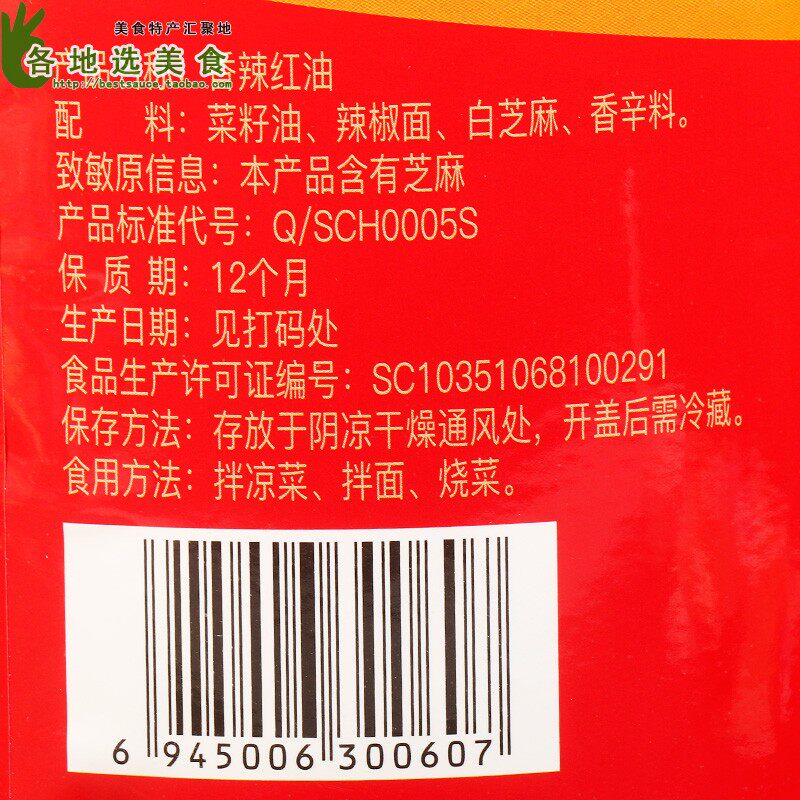 美食特产汇聚地
各地选美食
http://bestsauce.taobao.com
辣红油
配 料：菜籽油、辣椒面、白芝麻、香辛料。
致敏原信息：本产品含有芝麻
产品标准代号：Q/SCH0005S
保 质 期：12个月
生产日期：见打码处
食品生产许可证编号：SC10351068100291
保存方法：存放于阴凉干燥通风处，开盖后需冷藏。
食用方法：拌凉菜、拌面、烧菜。
6 945006 300607